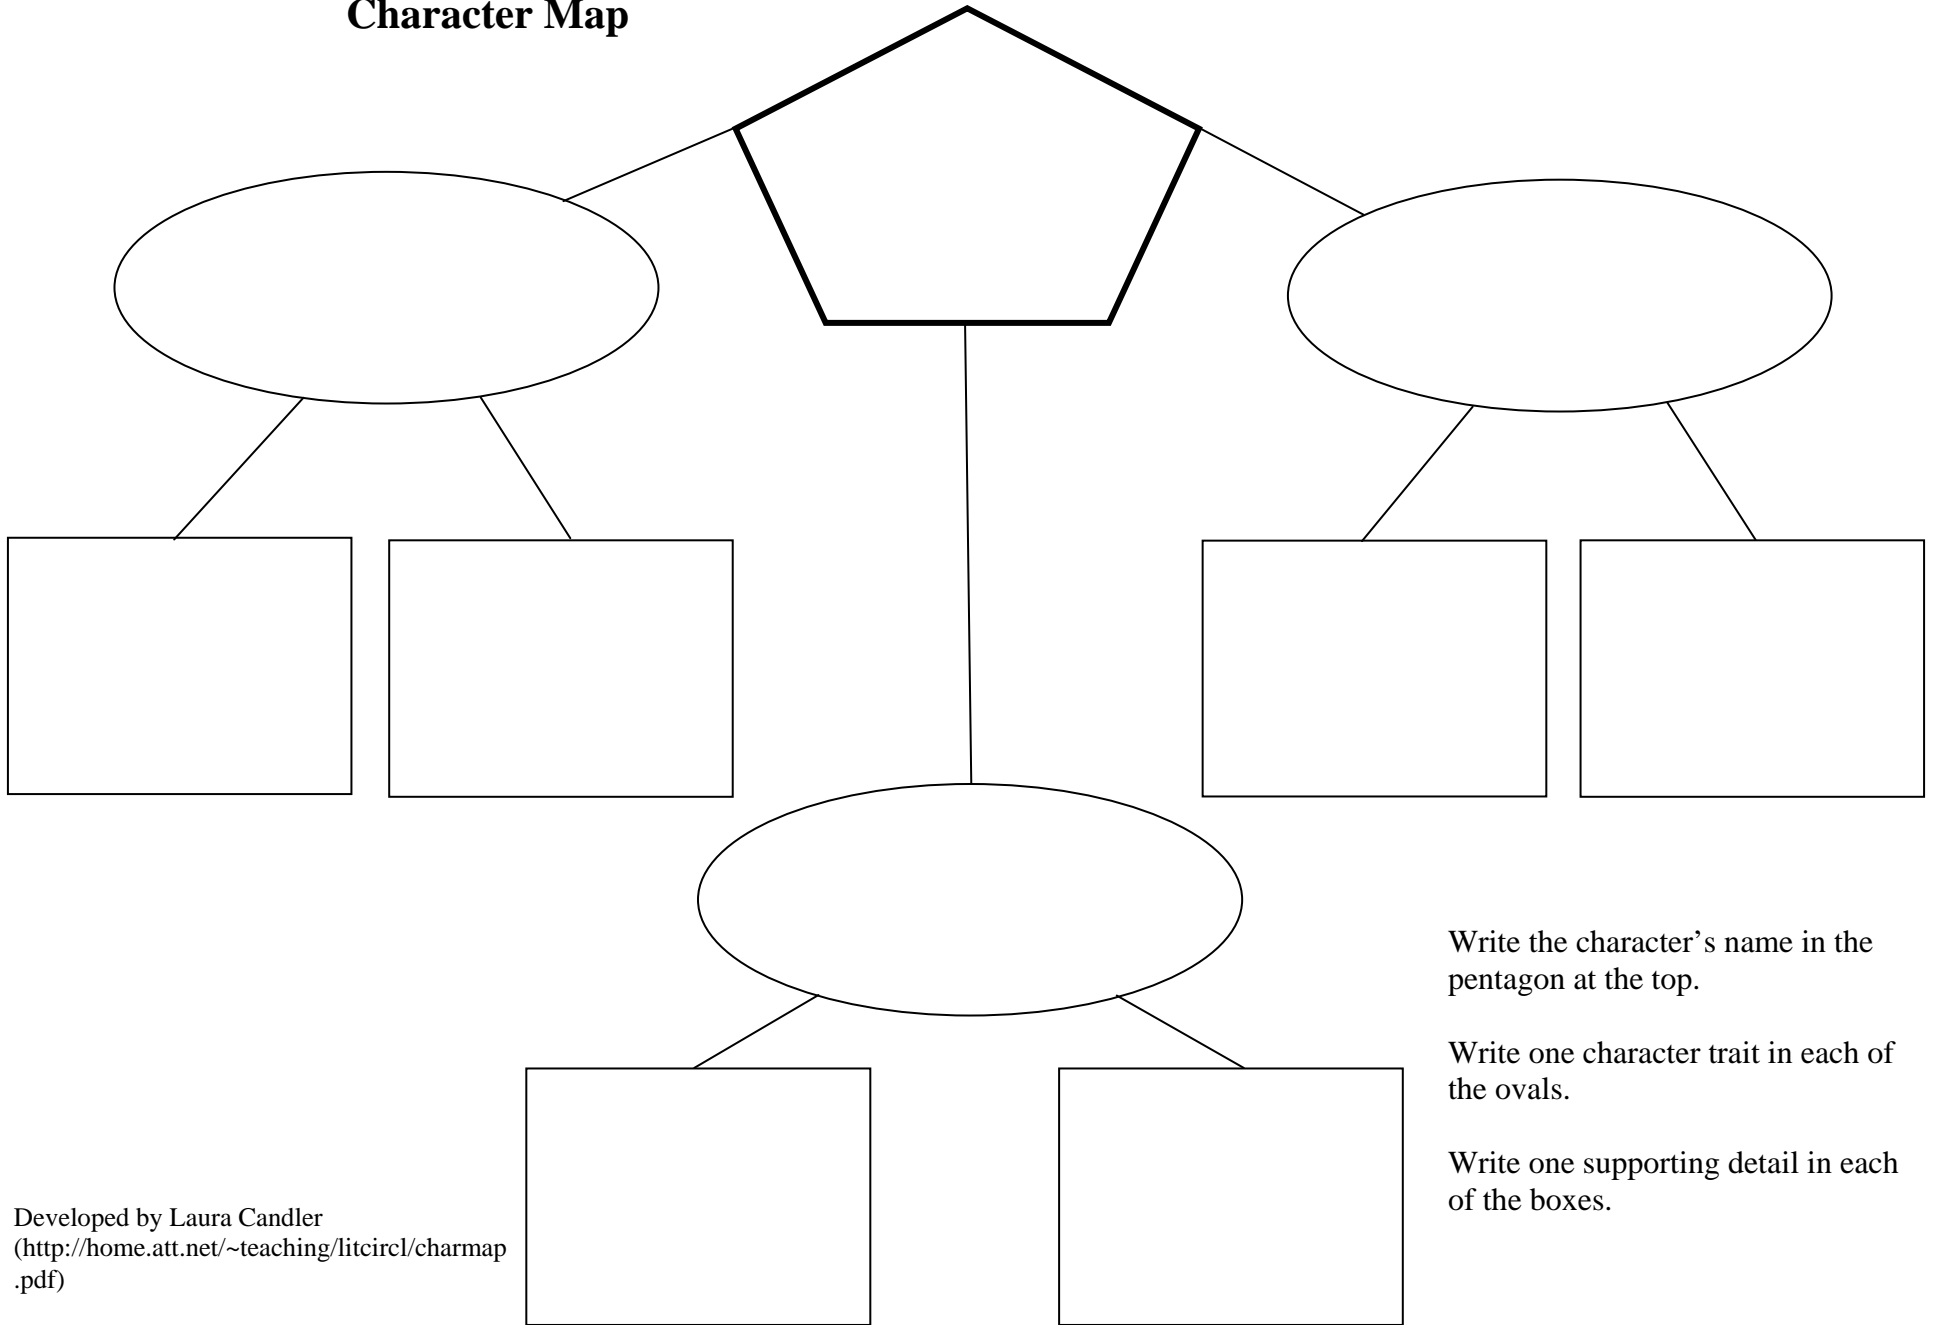 Character Map
Write the character’s name in the
pentagon at the top.
Write one character trait in each of
the ovals.
Write one supporting detail in each
of the boxes.
Developed by Laura Candler
(http://home.att.net/~teaching/litcircl/charmap
.pdf)